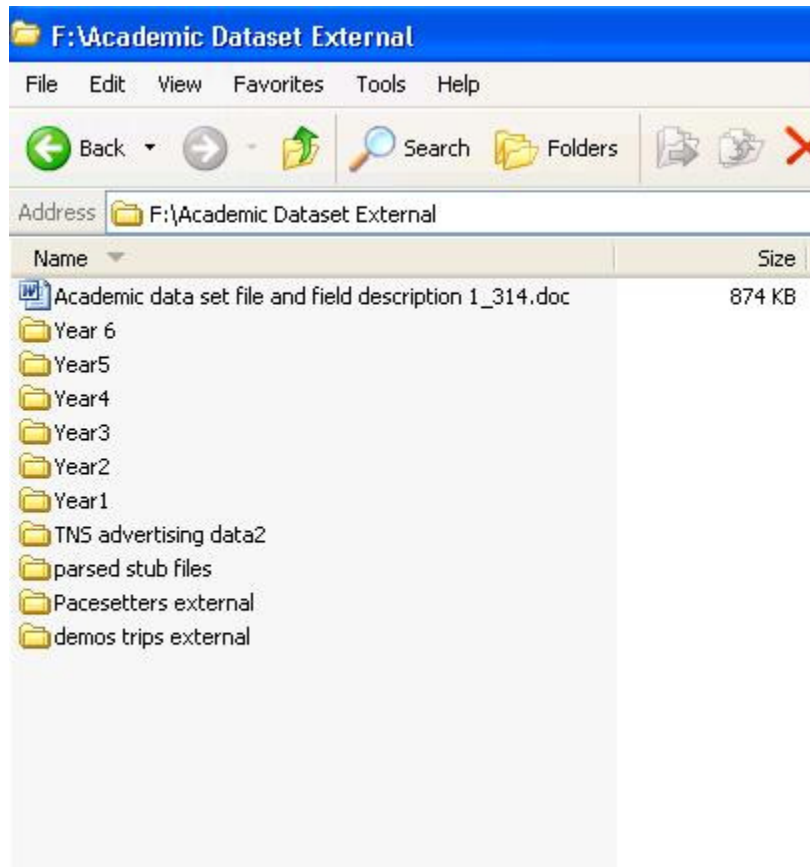 F:\Academic Dataset External
File Edit View Favorites Tools Help
Back Search Folders
Address F:\Academic Dataset External
Name Size
Academic data set file and field description 1_314.doc 874 KB
Year 6
Year5
Year4
Year3
Year2
Year1
TNS advertising data2
parsed stub files
Pacesetters external
demos trips external